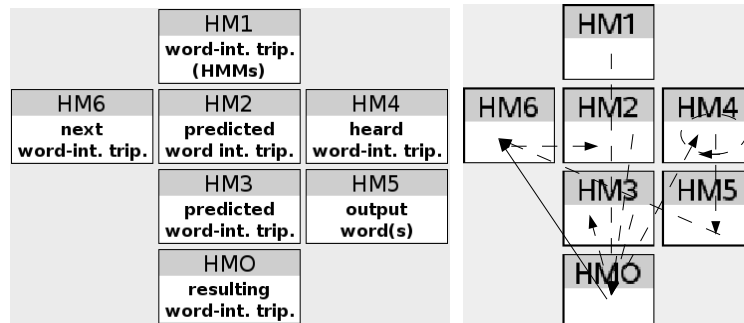 HM1
word-int. trip.
(HMMs)
HM6
next
word-int. trip.
HM2
predicted
word int. trip.
HM4
heard
word-int. trip.
HM3
predicted
word-int. trip.
HM5
output
word(s)
HMO
resulting
word-int. trip.
HM1
HM6
HM2
HM4
HM3
HM5
HMO